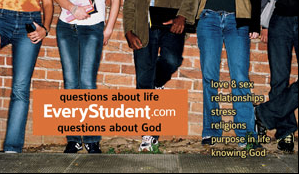 questions about life
EveryStudent.com
questions about God
love & sex
relationships
stress
religions
purpose in life
knowing God